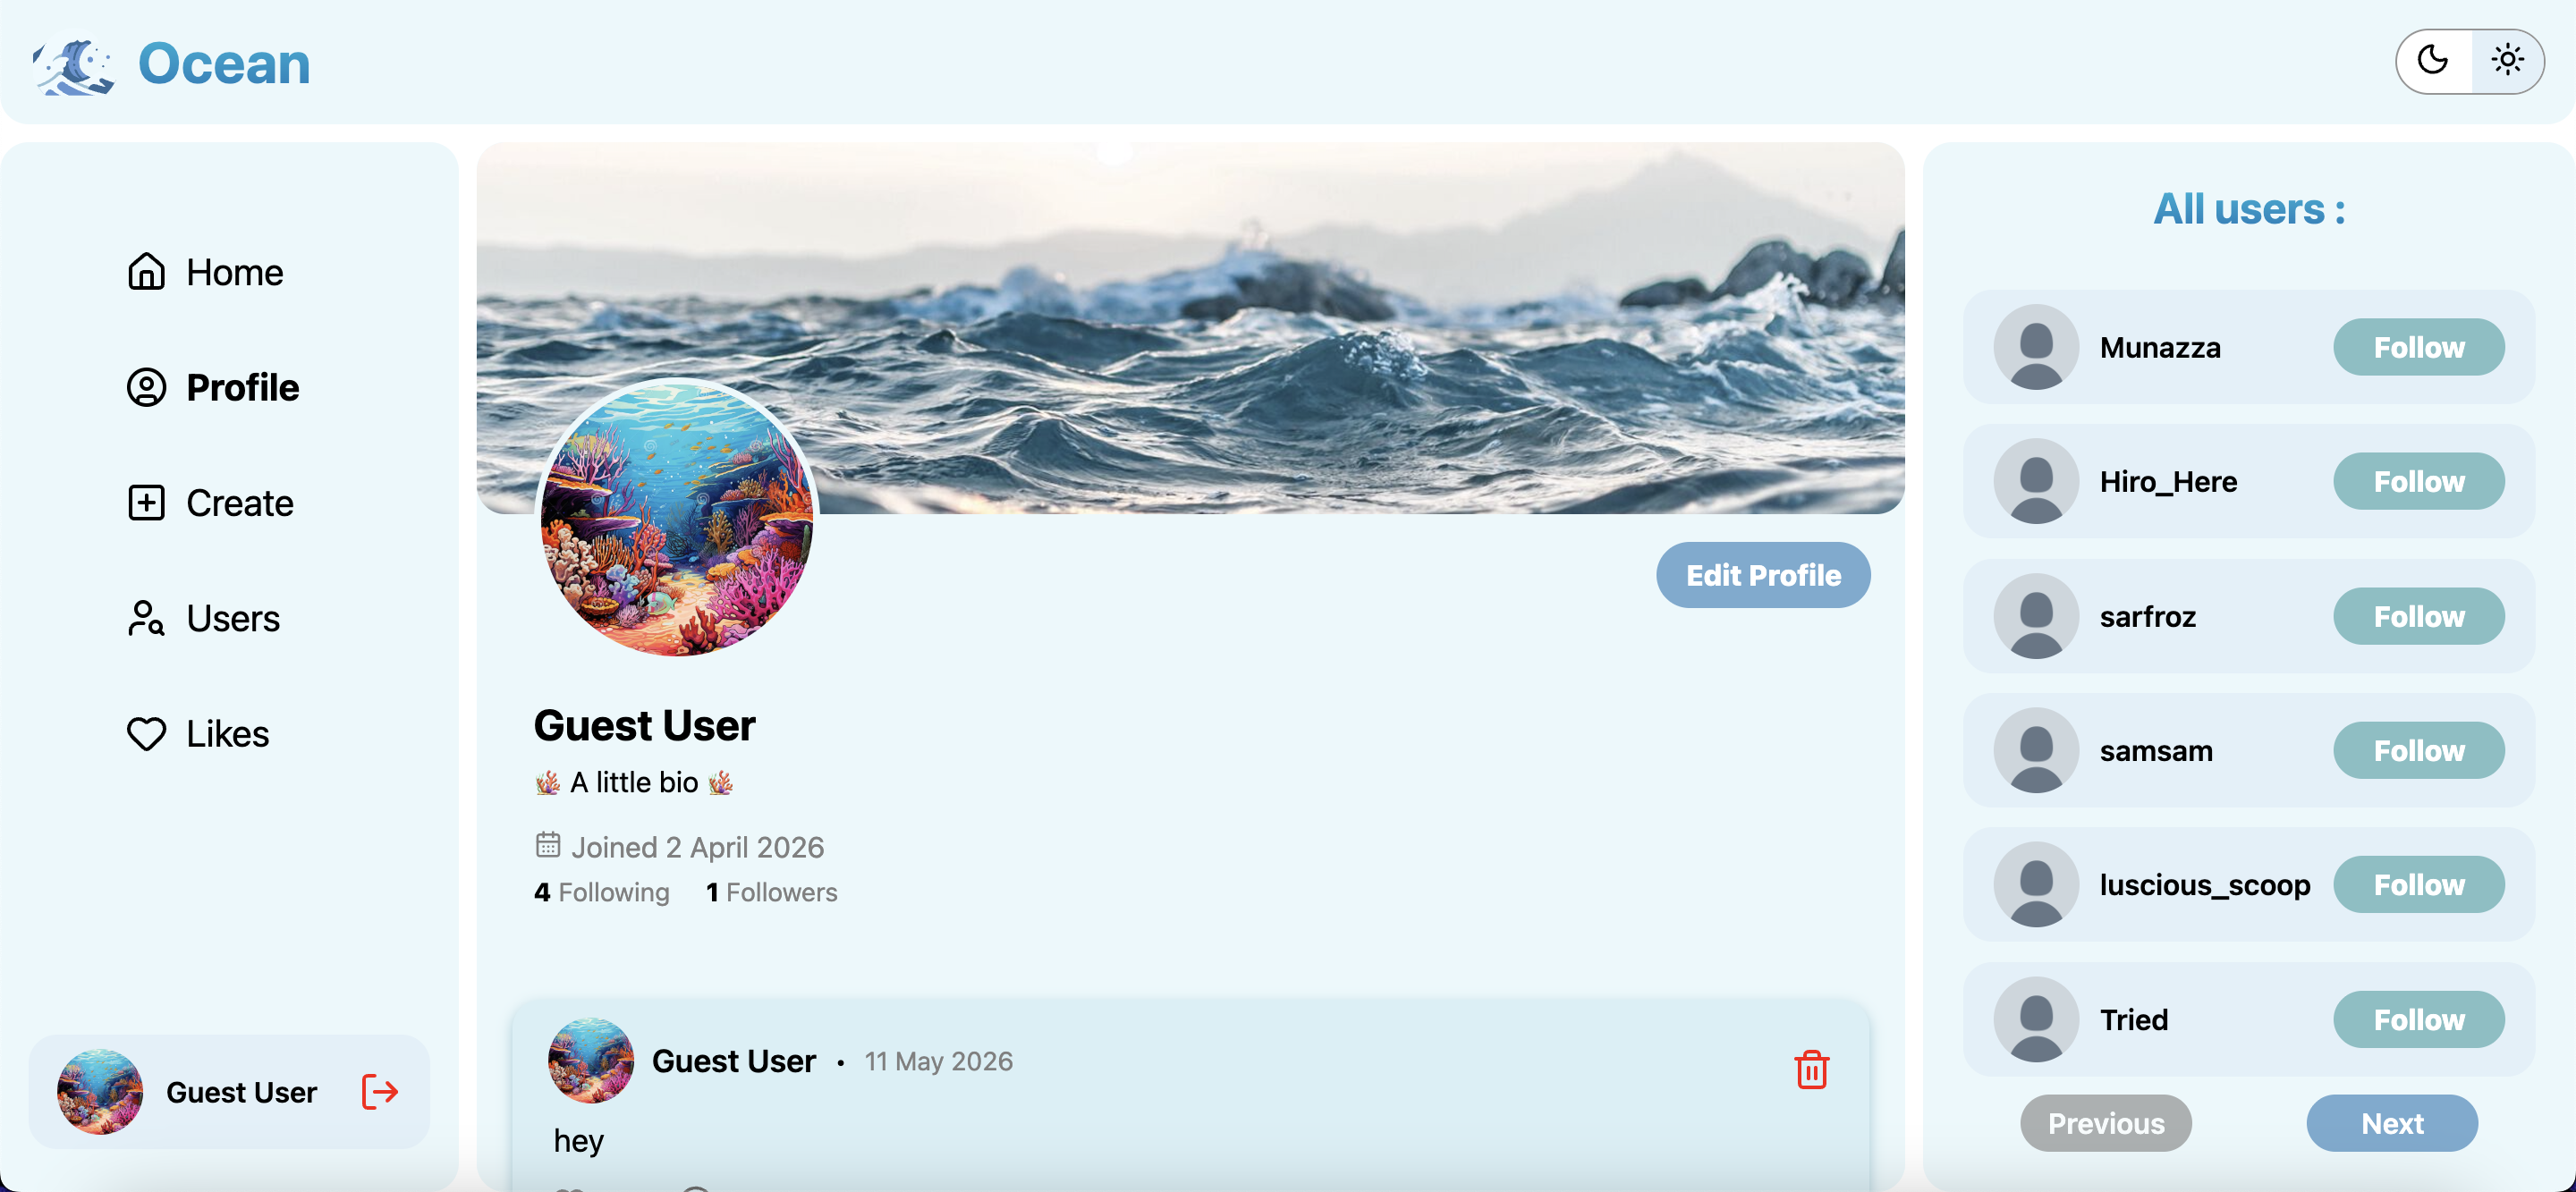 Ocean
Home
Profile
Create
Users
Likes
Guest User
Edit Profile
Guest User
A little bio
Joined 2 April 2026
4 Following 1 Followers
Guest User • 11 May 2026
hey
All users :
Munazza Follow
Hiro_Here Follow
sarfroz Follow
samsam Follow
luscious_scoop Follow
Tried Follow
Previous Next